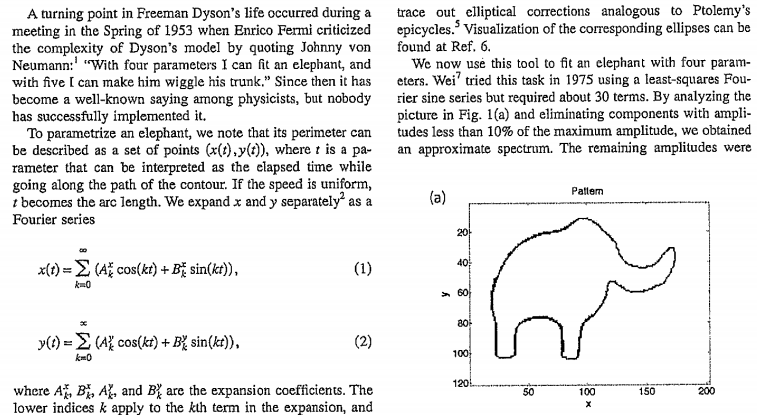 A turning point in Freeman Dyson's life occurred during a
meeting in the Spring of 1953 when Enrico Fermi criticized
the complexity of Dyson's model by quoting Johnny von
Neumann:¹ "With four parameters I can fit an elephant, and
with five I can make him wiggle his trunk." Since then it has
become a well-known saying among physicists, but nobody
has successfully implemented it.
To parametrize an elephant, we note that its perimeter can
be described as a set of points (x(t),y(t)), where t is a pa-
rameter that can be interpreted as the elapsed time while
going along the path of the contour. If the speed is uniform,
t becomes the arc length. We expand x and y separately² as a
Fourier series
x(t) = ∑_{k=0}^{∞} (A_k^x cos(kt) + B_k^x sin(kt)), (1)
y(t) = ∑_{k=0}^{∞} (A_k^y cos(kt) + B_k^y sin(kt)), (2)
where A_k^x, B_k^x, A_k^y, and B_k^y are the expansion coefficients. The
lower indices k apply to the kth term in the expansion, and
trace out elliptical corrections analogous to Ptolemy's
epicycles.⁵ Visualization of the corresponding ellipses can be
found at Ref. 6.
We now use this tool to fit an elephant with four param-
eters. Wei⁷ tried this task in 1975 using a least-squares Fou-
rier sine series but required about 30 terms. By analyzing the
picture in Fig. 1(a) and eliminating components with ampli-
tudes less than 10% of the maximum amplitude, we obtained
an approximate spectrum. The remaining amplitudes were
(a)
Pattern
20
40
60
80
100
120
y
50
100
150
200
x